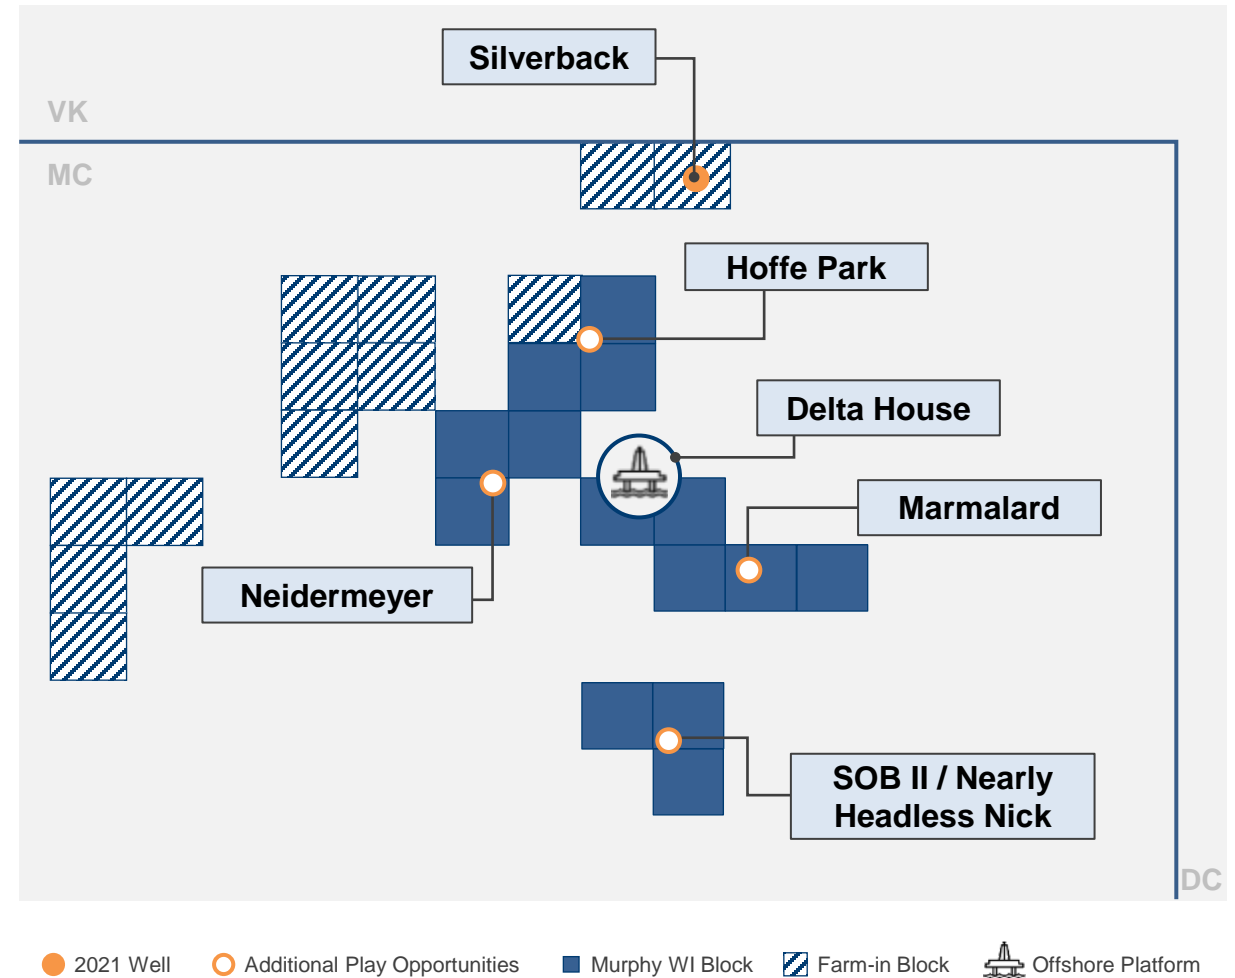 Silverback
VK
MC
Hoffe Park
Delta House
Marmalard
Neidermeyer
SOB II / Nearly
Headless Nick
DC
2021 Well
Additional Play Opportunities
Murphy WI Block
Farm-in Block
Offshore Platform